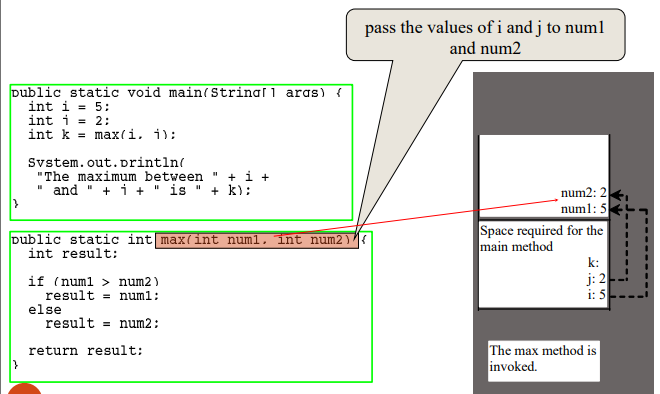 pass the values of i and j to num1
and num2
public static void main(String[] args) {
int i = 5;
int j = 2;
int k = max(i, j);
System.out.println(
"The maximum between " + i +
" and " + j + " is " + k);
}
public static int max(int num1, int num2) {
int result;
if (num1 > num2)
result = num1;
else
result = num2;
return result;
}
num2: 2
num1: 5
Space required for the
main method
k:
j: 2
i: 5
The max method is
invoked.